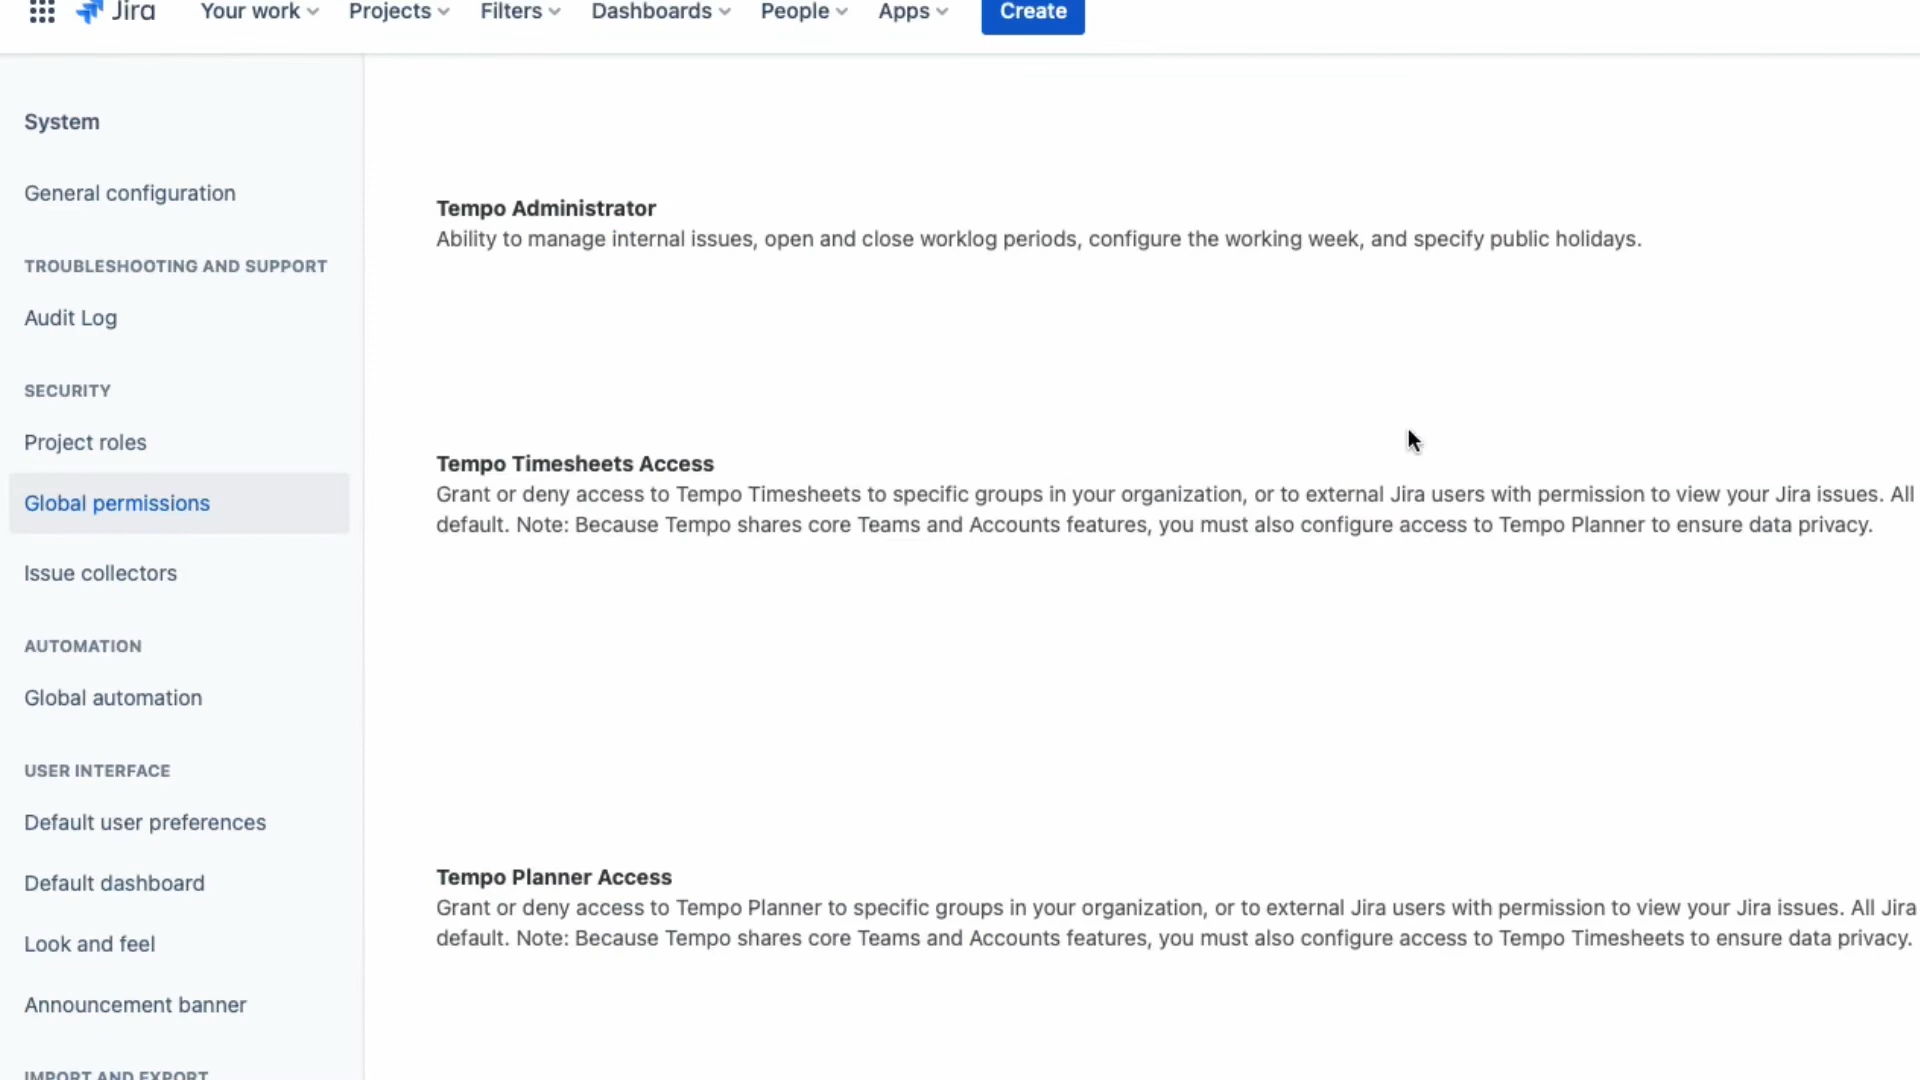 Jira Your work Projects Filters Dashboards People Apps Create
System
General configuration
TROUBLESHOOTING AND SUPPORT
Audit Log
SECURITY
Project roles
Global permissions
Issue collectors
AUTOMATION
Global automation
USER INTERFACE
Default user preferences
Default dashboard
Look and feel
Announcement banner
IMPORT AND EXPORT
Tempo Administrator
Ability to manage internal issues, open and close worklog periods, configure the working week, and specify public holidays.
Tempo Timesheets Access
Grant or deny access to Tempo Timesheets to specific groups in your organization, or to external Jira users with permission to view your Jira issues. All
default. Note: Because Tempo shares core Teams and Accounts features, you must also configure access to Tempo Planner to ensure data privacy.
Tempo Planner Access
Grant or deny access to Tempo Planner to specific groups in your organization, or to external Jira users with permission to view your Jira issues. All Jira
default. Note: Because Tempo shares core Teams and Accounts features, you must also configure access to Tempo Timesheets to ensure data privacy.